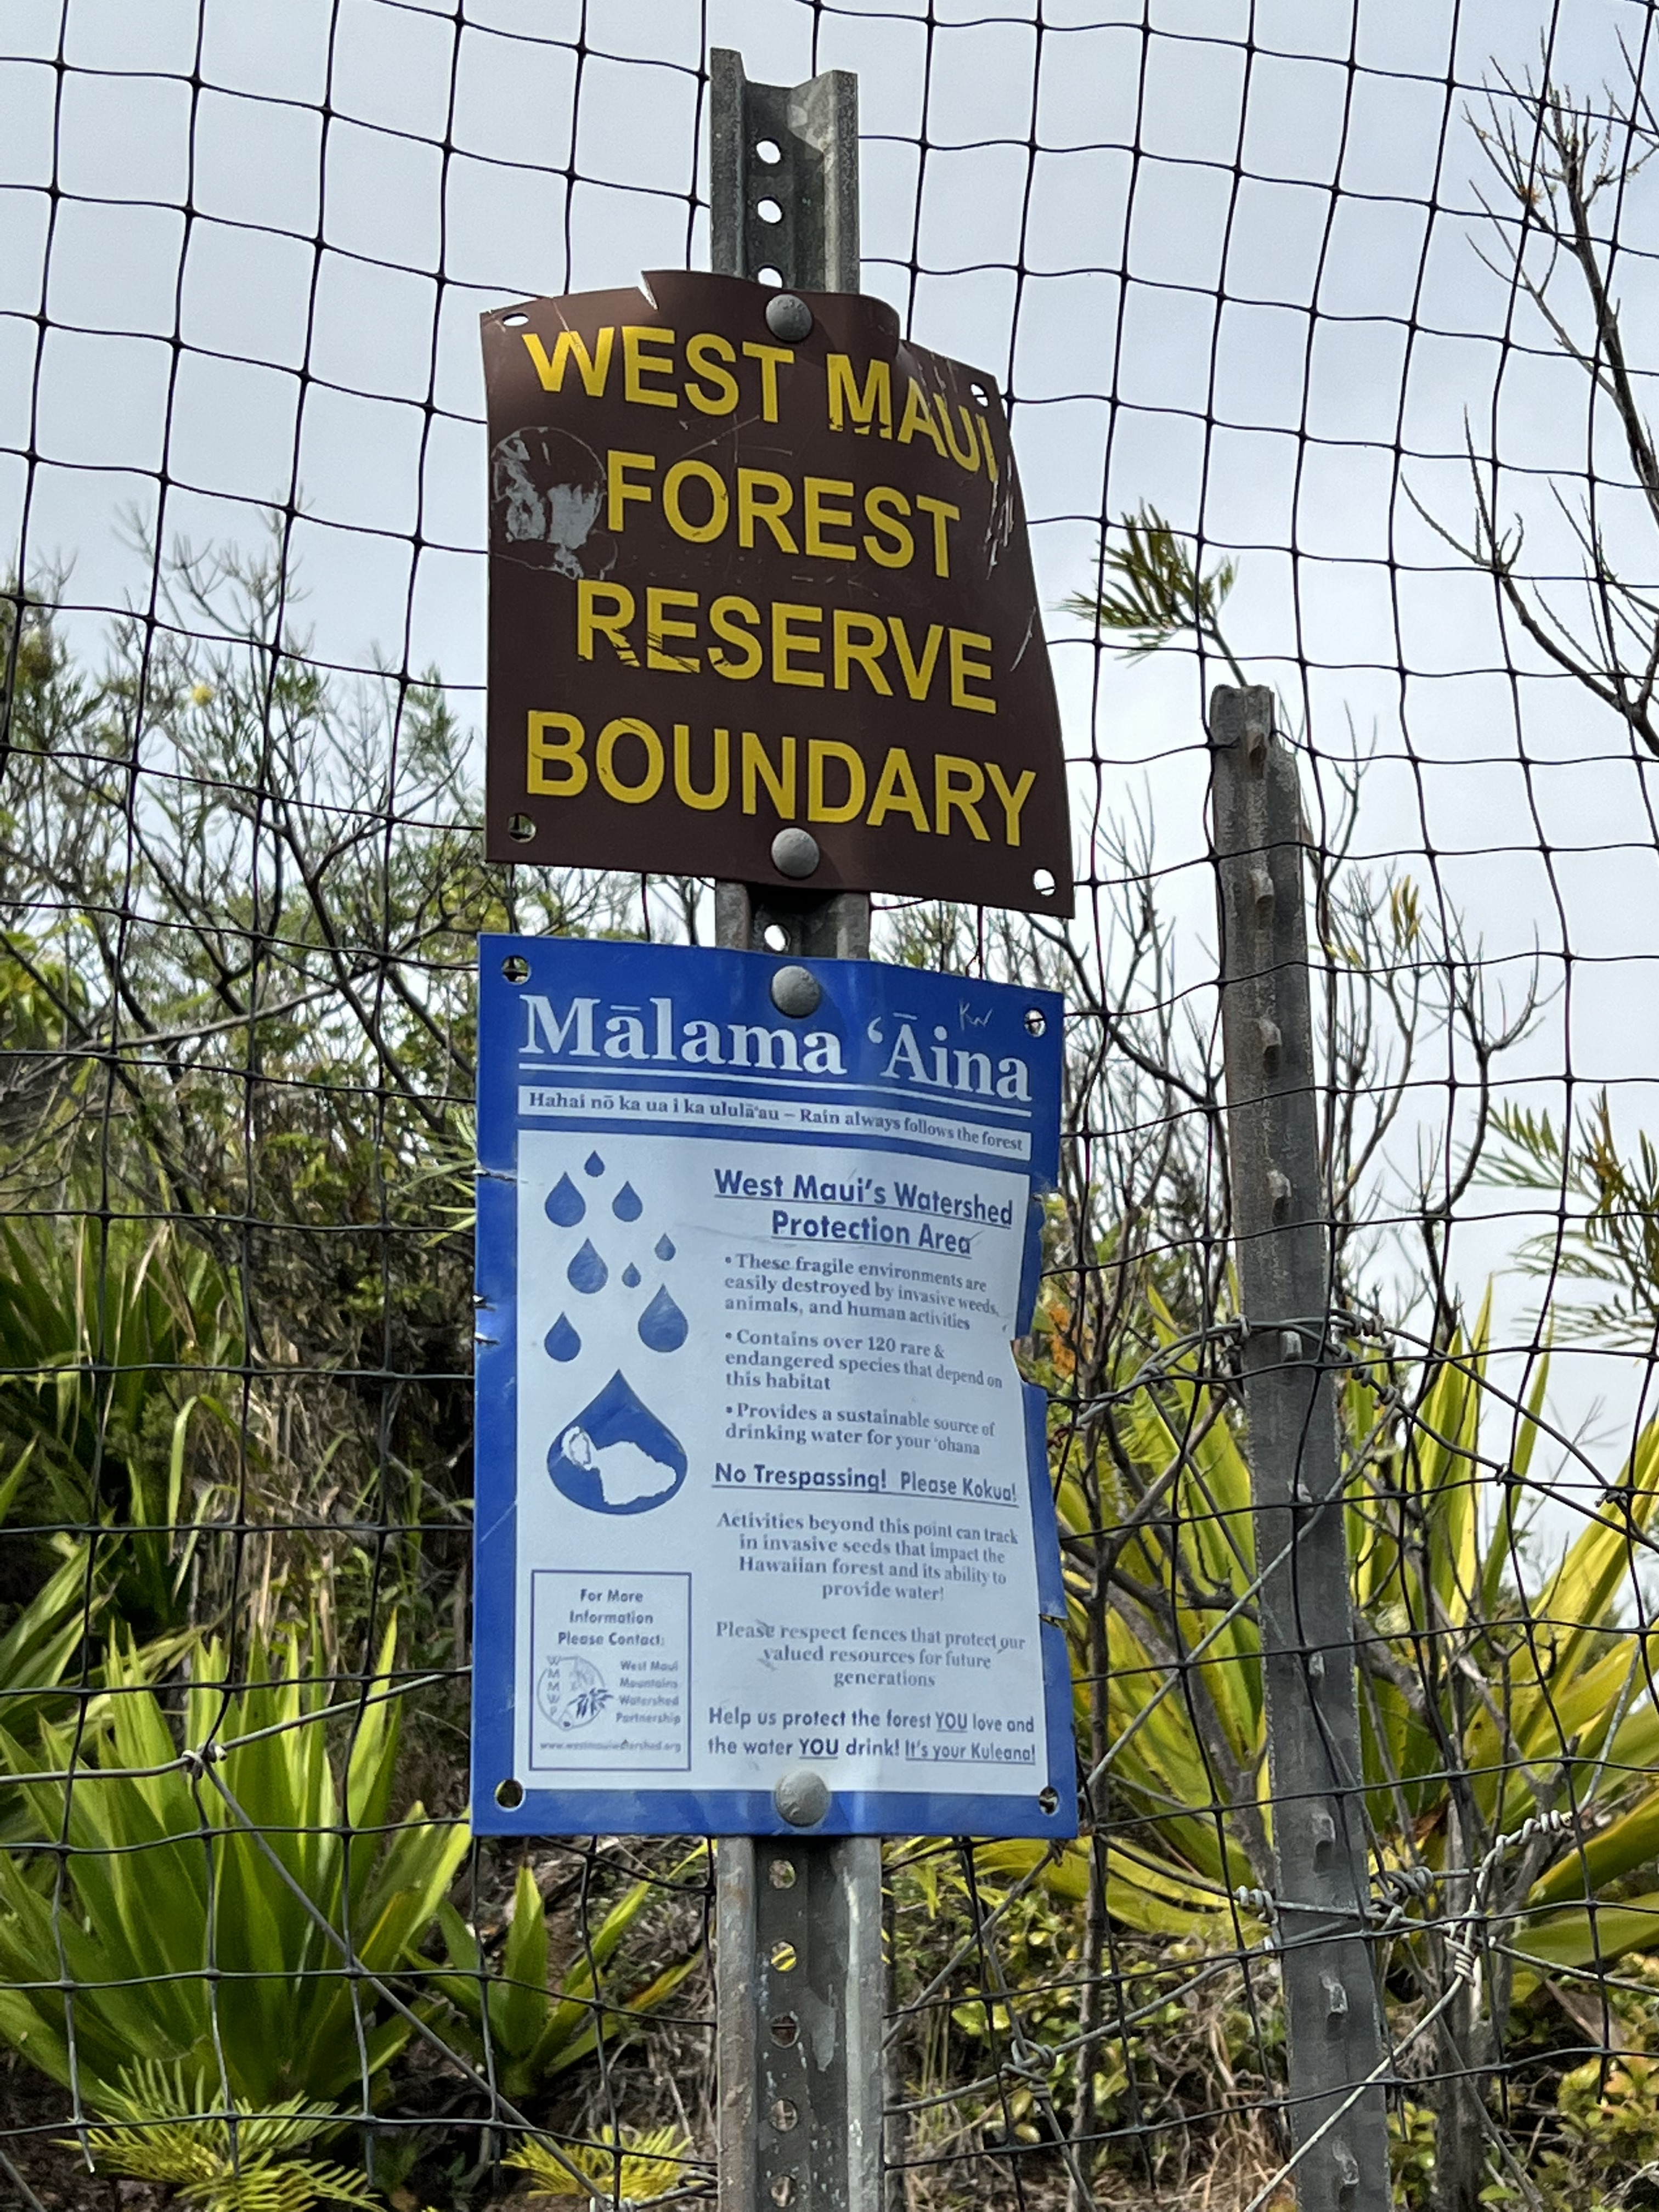 WEST MAUI
FOREST
RESERVE
BOUNDARY
Mālama ʻĀina
KW
Hahai nō ka ua i ka ululāʻau – Rain always follows the forest
West Maui's Watershed
Protection Area
• These fragile environments are
easily destroyed by invasive weeds,
animals, and human activities
• Contains over 120 rare &
endangered species that depend on
this habitat
• Provides a sustainable source of
drinking water for your ʻohana
No Trespassing! Please Kokua!
Activities beyond this point can track
in invasive seeds that impact the
Hawaiian forest and its ability to
provide water!
Please respect fences that protect our
valued resources for future
generations
Help us protect the forest YOU love and
the water YOU drink! It's your Kuleana!
For More
Information
Please Contact:
WMMWP
West Maui
Mountains
Watershed
Partnership
www.westmauiwatershed.org